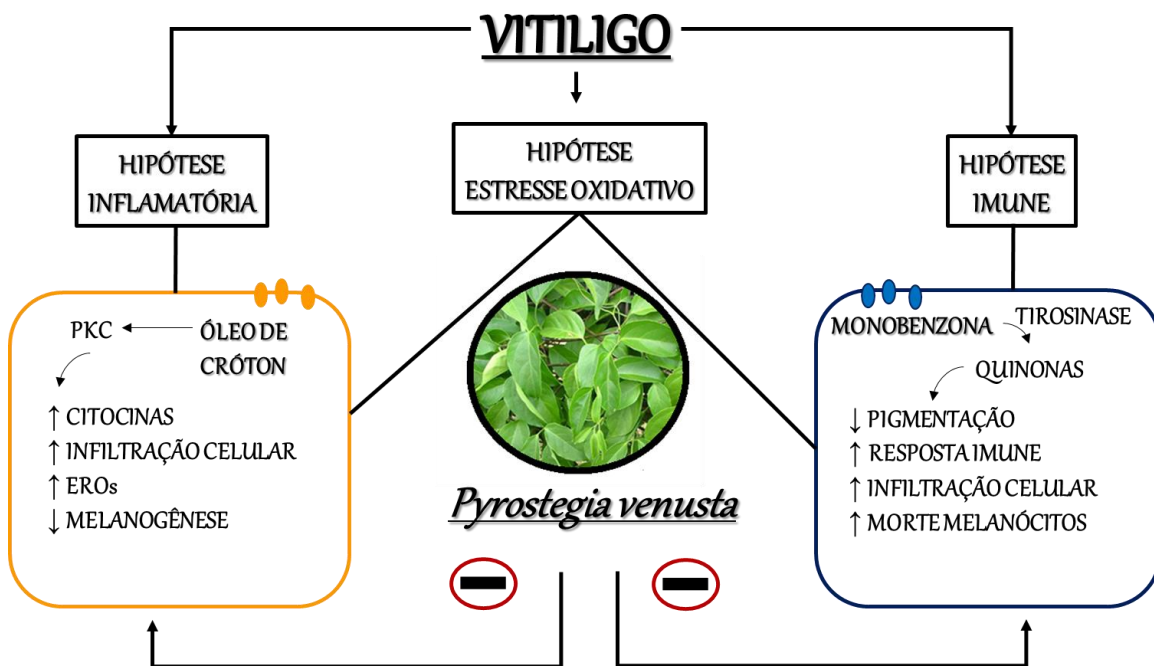 VITILIGO
HIPÓTESE
INFLAMATÓRIA
HIPÓTESE
ESTRESSE OXIDATIVO
HIPÓTESE
IMUNE
PKC
ÓLEO DE
CRÓTON
↑ CITOCINAS
↑ INFILTRAÇÃO CELULAR
↑ EROs
↓ MELANOGÊNESE
Pyrostegia venusta
MONOBENZONA
TIROSINASE
QUINONAS
↓ PIGMENTAÇÃO
↑ RESPOSTA IMUNE
↑ INFILTRAÇÃO CELULAR
↑ MORTE MELANÓCITOS